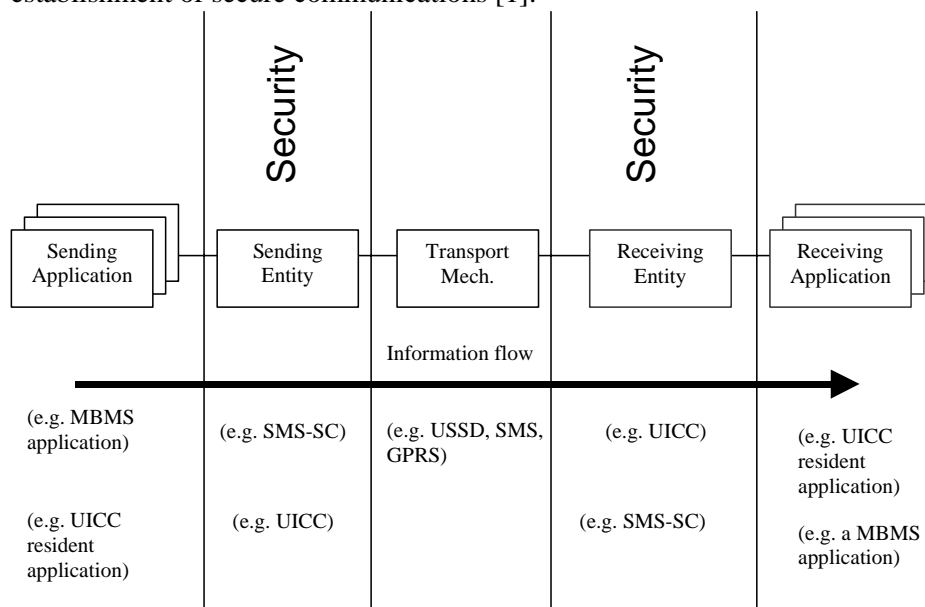 establishment of secure communications [1].
Security
Security
Sending
Application
Sending
Entity
Transport
Mech.
Receiving
Entity
Receiving
Application
Information flow
(e.g. MBMS
application)
(e.g. SMS-SC)
(e.g. USSD, SMS,
GPRS)
(e.g. UICC)
(e.g. UICC
resident
application)
(e.g. UICC
resident
application)
(e.g. UICC)
(e.g. SMS-SC)
(e.g. a MBMS
application)